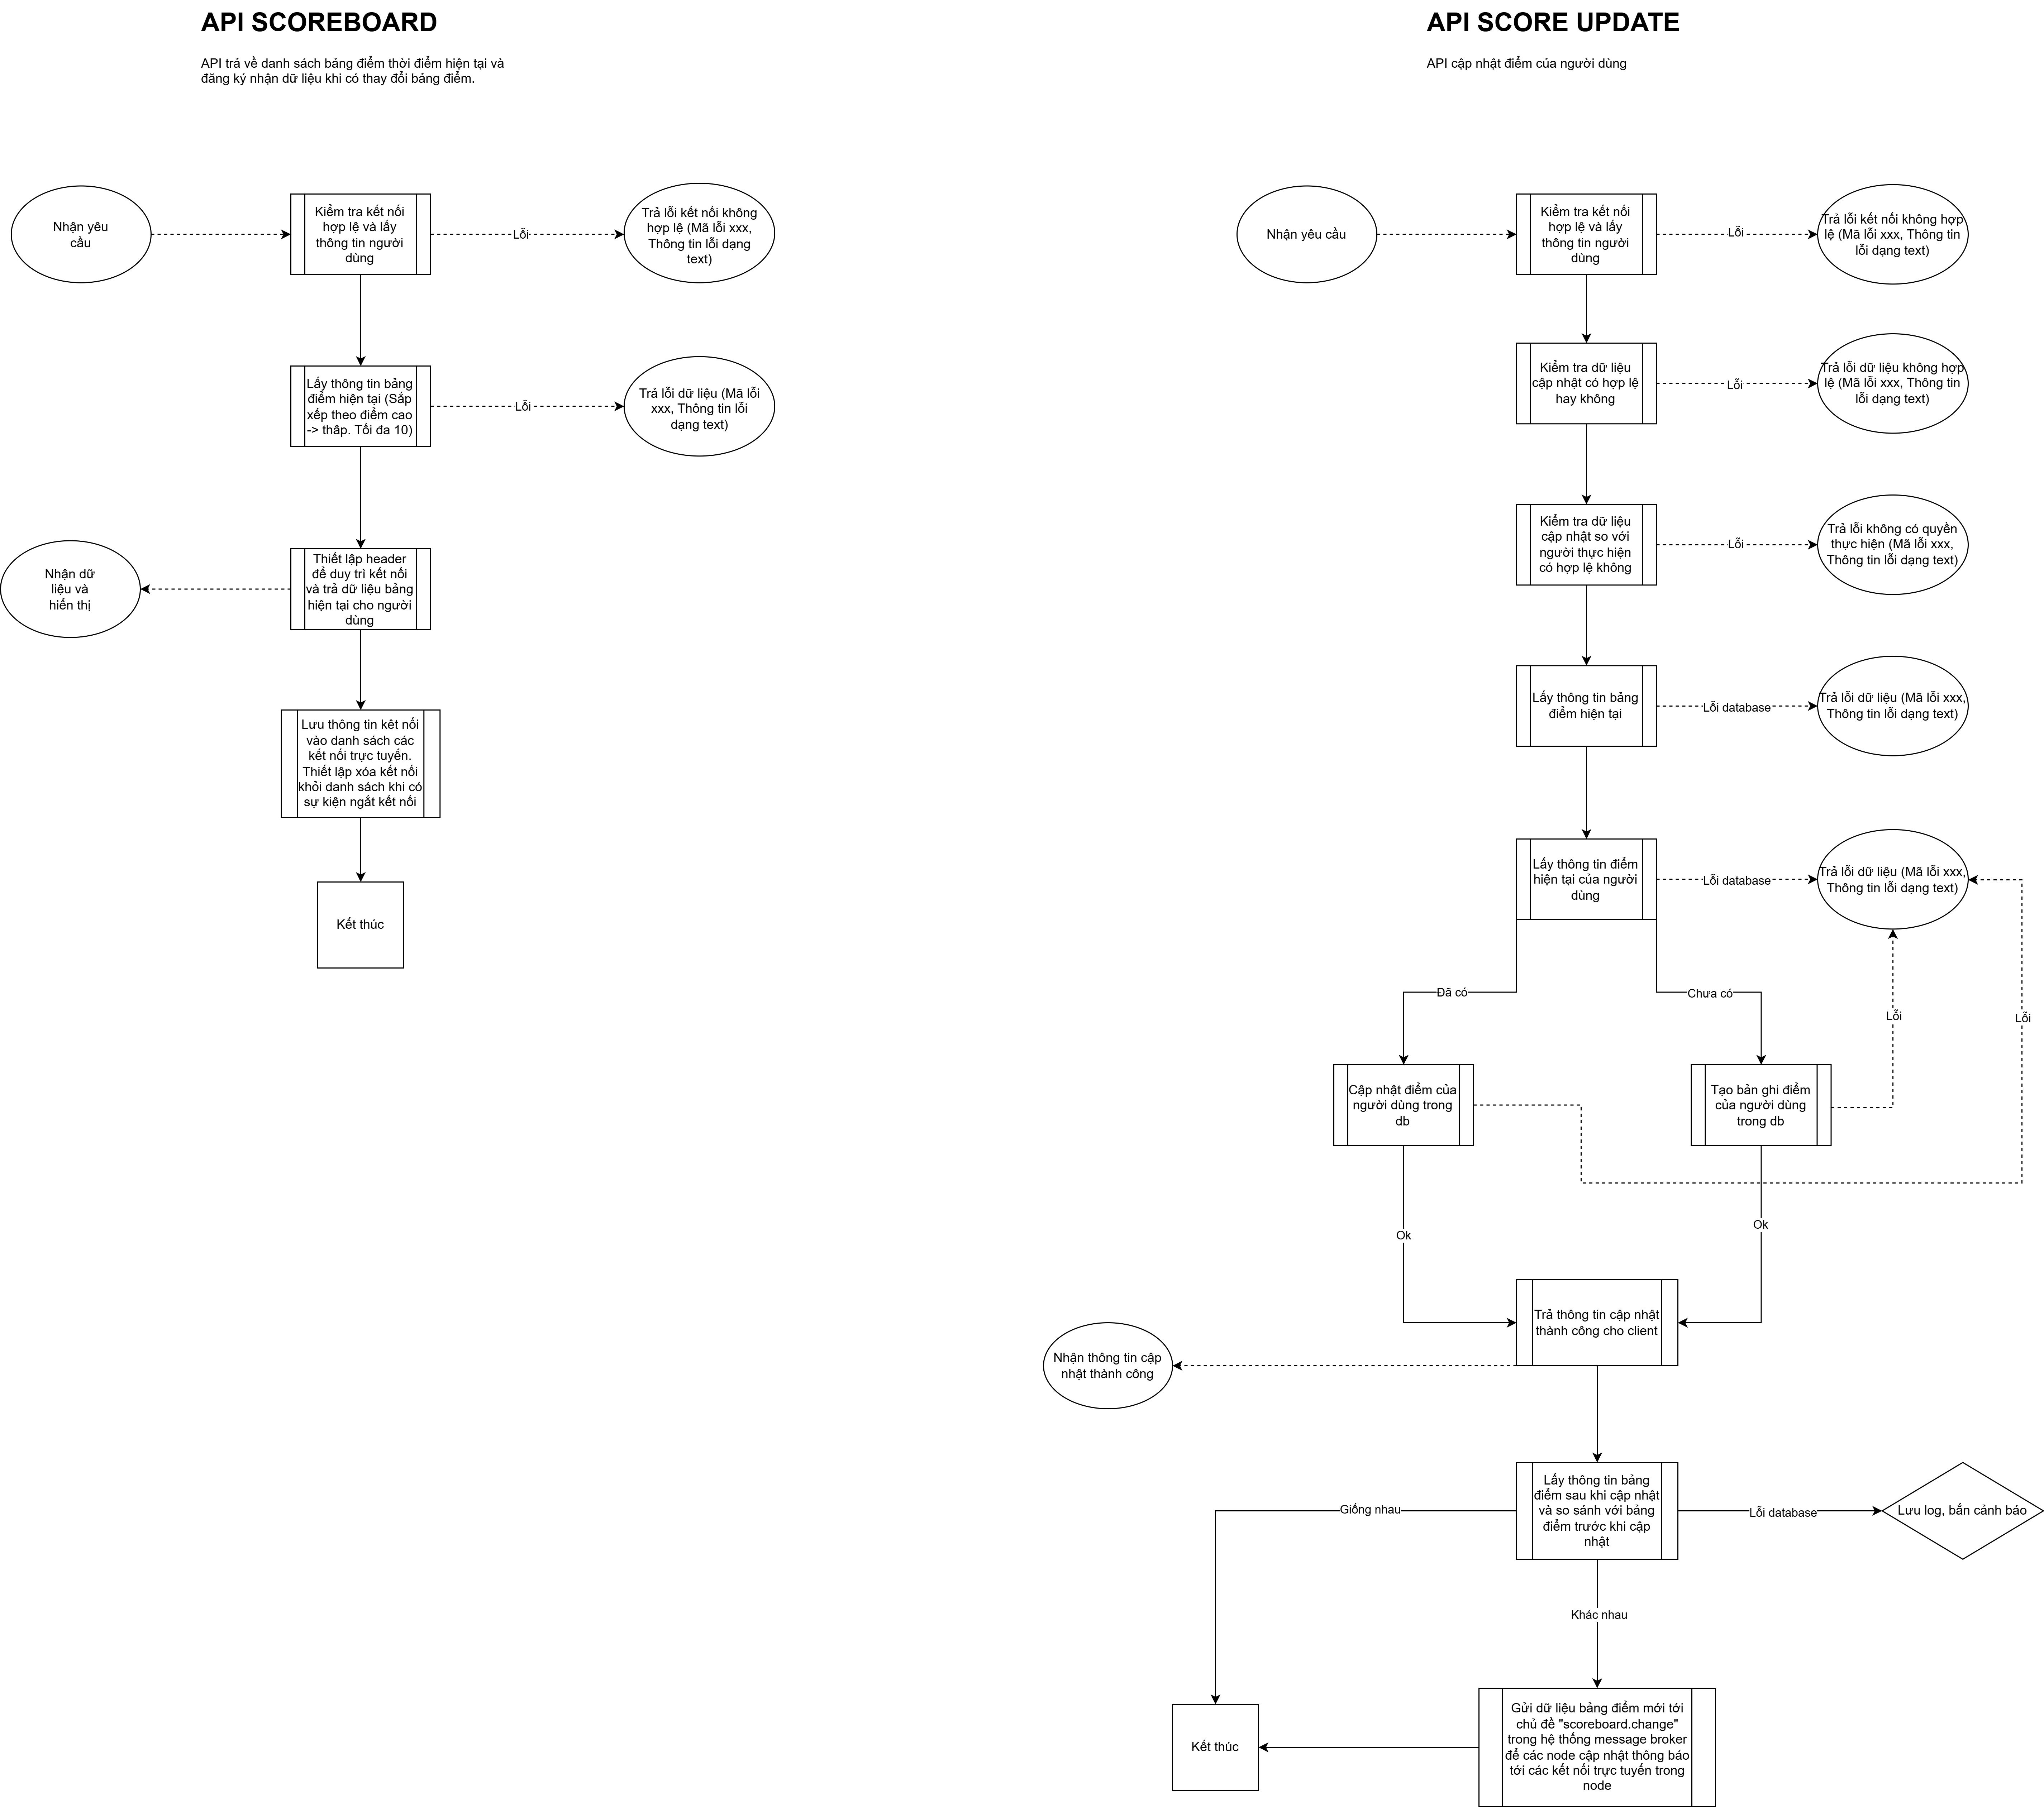 API SCOREBOARD
API trả về danh sách bảng điểm thời điểm hiện tại và
đăng ký nhận dữ liệu khi có thay đổi bảng điểm.
Nhận yêu
cầu
Kiểm tra kết nối
hợp lệ và lấy
thông tin người
dùng
Lỗi
Trả lỗi kết nối không
hợp lệ (Mã lỗi xxx,
Thông tin lỗi dạng
text)
Lấy thông tin bảng
điểm hiện tại (Sắp
xếp theo điểm cao
-> thâp. Tối đa 10)
Lỗi
Trả lỗi dữ liệu (Mã lỗi
xxx, Thông tin lỗi
dạng text)
Thiết lập header
để duy trì kết nối
và trả dữ liệu bảng
hiện tại cho người
dùng
Nhận dữ
liệu và
hiển thị
Lưu thông tin kêt nối
vào danh sách các
kết nối trực tuyến.
Thiết lập xóa kết nối
khỏi danh sách khi có
sự kiện ngắt kết nối
Kết thúc
API SCORE UPDATE
API cập nhật điểm của người dùng
Nhận yêu cầu
Kiểm tra kết nối
hợp lệ và lấy
thông tin người
dùng
Lỗi
Trả lỗi kết nối không hợp
lệ (Mã lỗi xxx, Thông tin
lỗi dạng text)
Kiểm tra dữ liệu
cập nhật có hợp lệ
hay không
Lỗi
Trả lỗi dữ liệu không hợp
lệ (Mã lỗi xxx, Thông tin
lỗi dạng text)
Kiểm tra dữ liệu
cập nhật so với
người thực hiện
có hợp lệ không
Lỗi
Trả lỗi không có quyền
thực hiện (Mã lỗi xxx,
Thông tin lỗi dạng text)
Lấy thông tin bảng
điểm hiện tại
Lỗi database
Trả lỗi dữ liệu (Mã lỗi xxx,
Thông tin lỗi dạng text)
Lấy thông tin điểm
hiện tại của người
dùng
Lỗi database
Trả lỗi dữ liệu (Mã lỗi xxx,
Thông tin lỗi dạng text)
Đã có
Chưa có
Lỗi
Lỗi
Cập nhật điểm của
người dùng trong
db
Tạo bản ghi điểm
của người dùng
trong db
Ok
Ok
Trả thông tin cập nhật
thành công cho client
Nhận thông tin cập
nhật thành công
Lấy thông tin bảng
điểm sau khi cập nhật
và so sánh với bảng
điểm trước khi cập
nhật
Giống nhau
Lỗi database
Lưu log, bắn cảnh báo
Khác nhau
Gửi dữ liệu bảng điểm mới tới
chủ đề "scoreboard.change"
trong hệ thống message broker
để các node cập nhật thông báo
tới các kết nối trực tuyến trong
node
Kết thúc